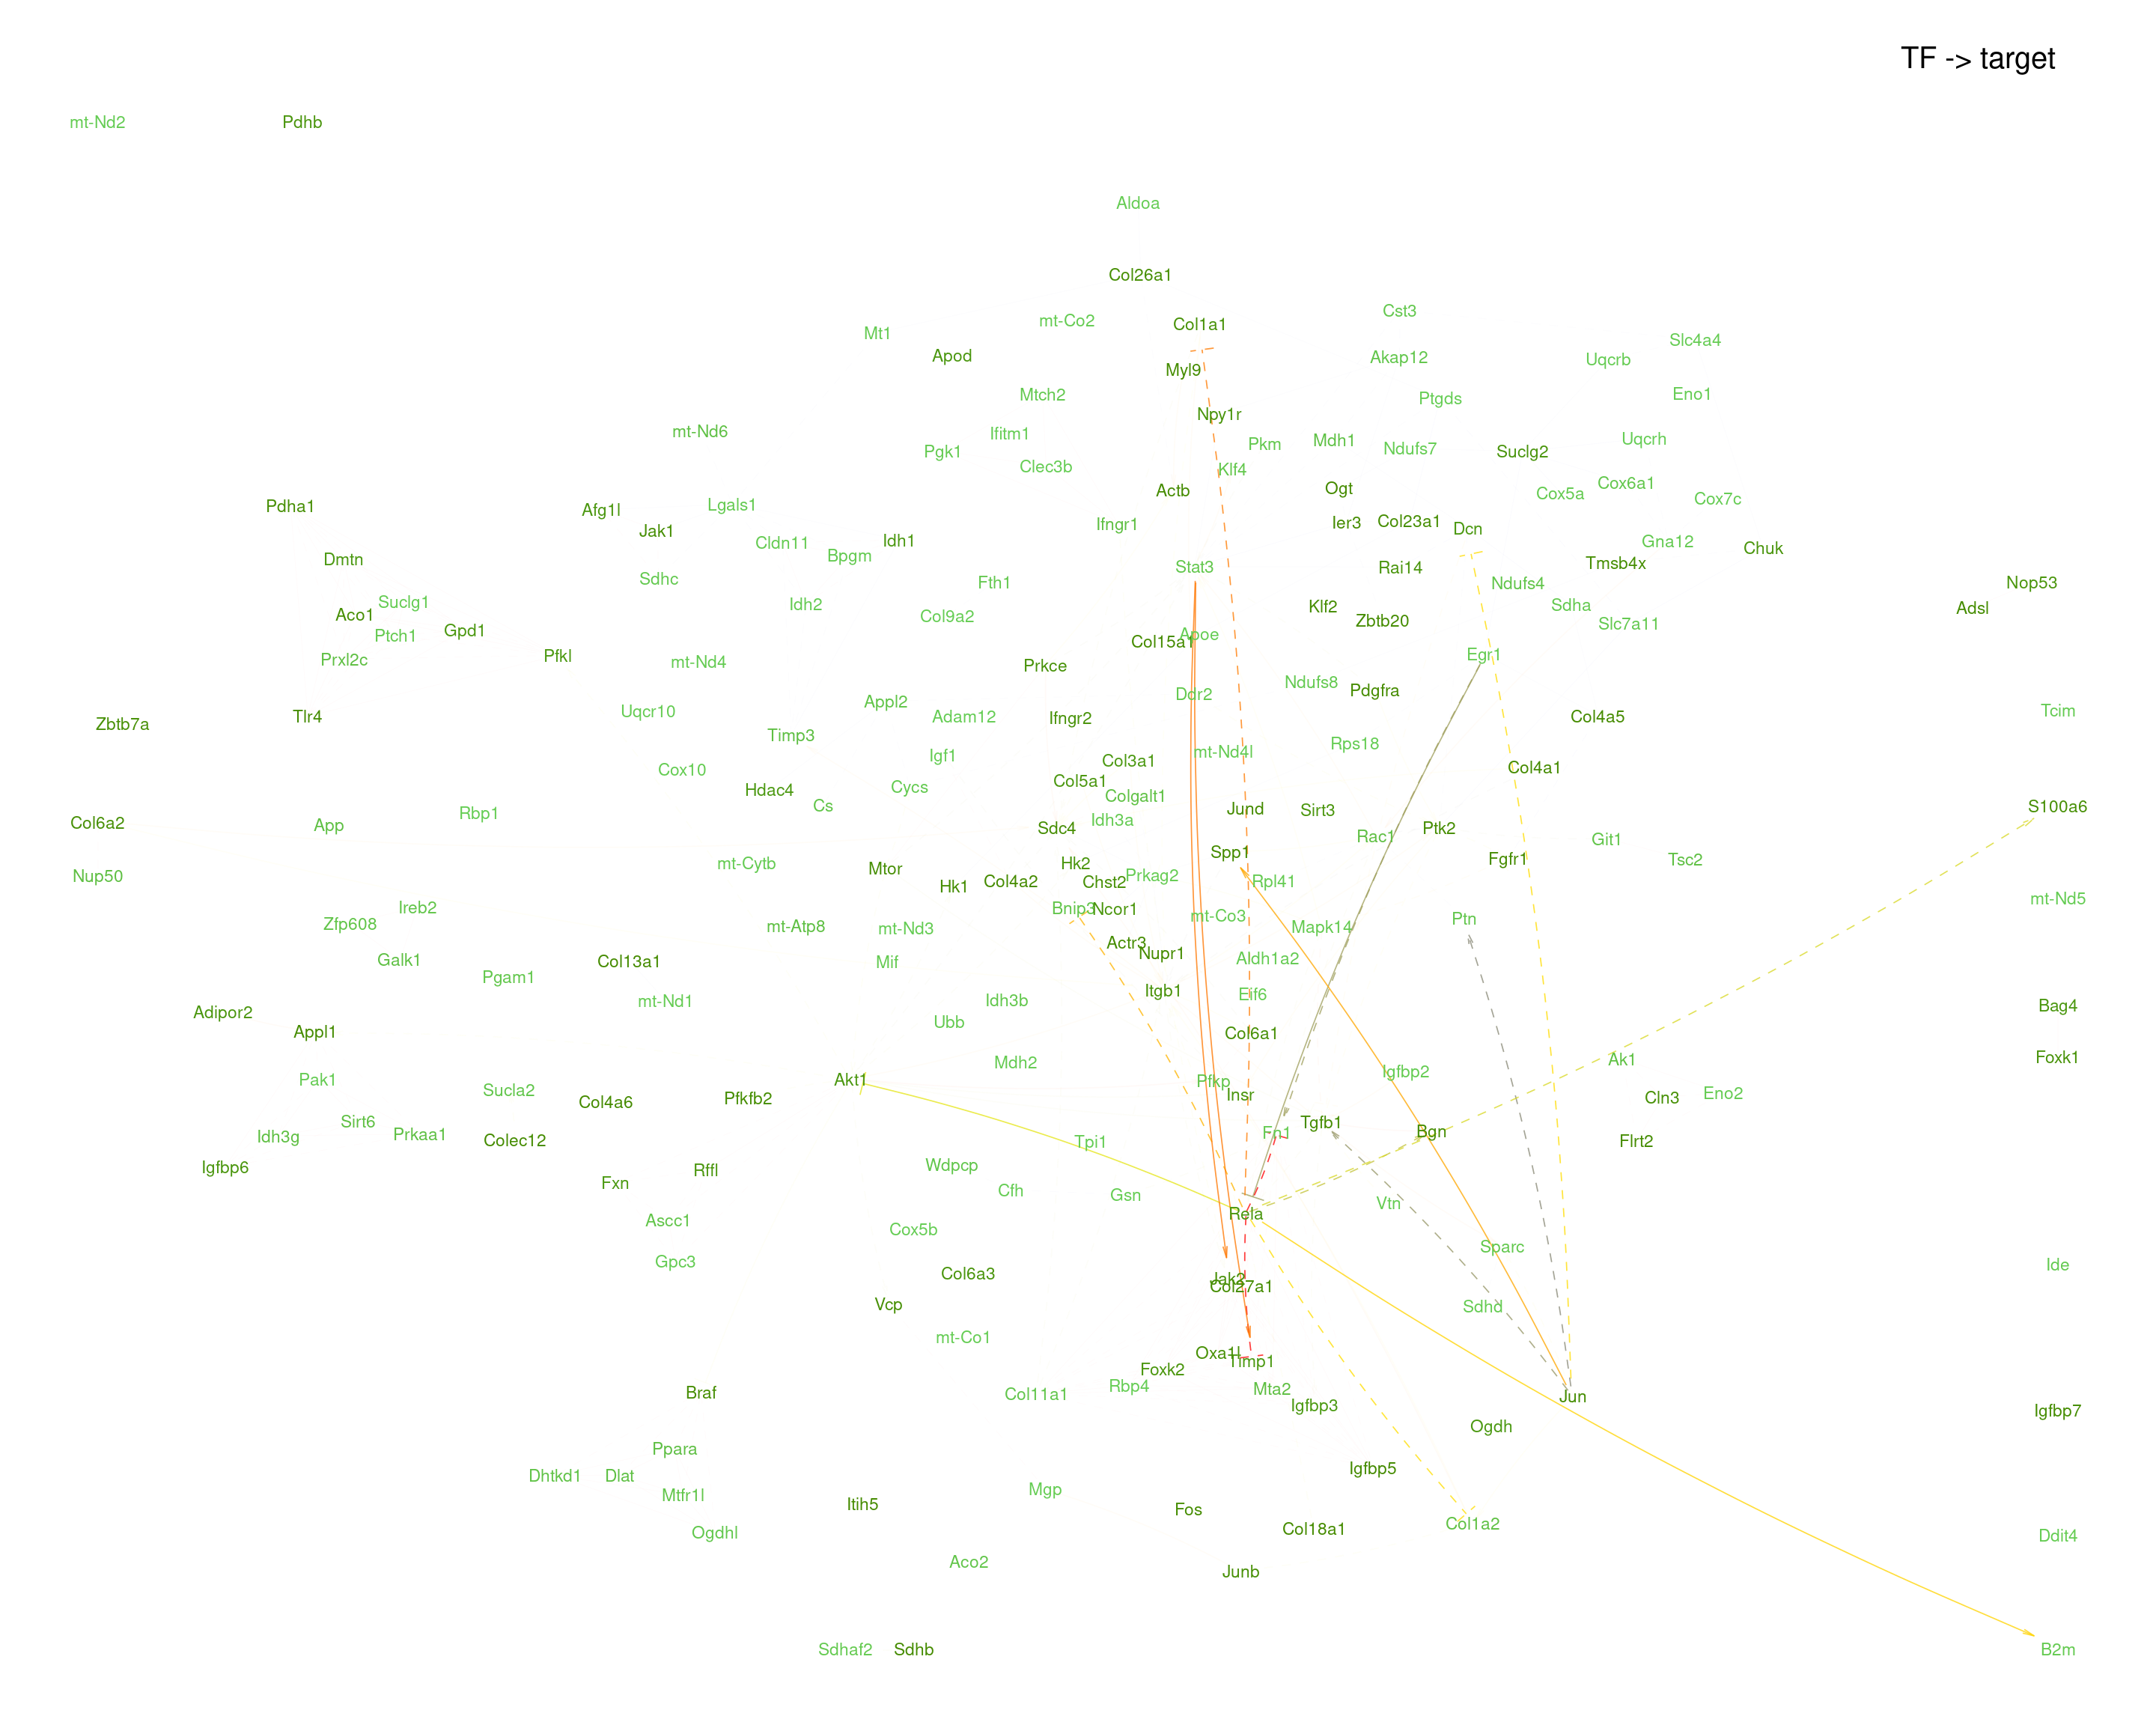 TF -> target
mt-Nd2
Pdhb
Aldoa
Col26a1
Cst3
mt-Co2
Col1a1
Mt1
Slc4a4
Apod
Akap12
Uqcrb
Myl9
Mtch2
Eno1
Ptgds
Npy1r
mt-Nd6
Ifitm1
Mdh1
Uqcrh
Pkm
Ndufs7
Pgk1
Suclg2
Clec3b
Klf4
Cox6a1
Ogt
Actb
Cox5a
Cox7c
Lgals1
Pdha1
Afg1l
Col23a1
Ier3
Ifngr1
Dcn
Jak1
Idh1
Cldn11
Gna12
Chuk
Bpgm
Dmtn
Tmsb4x
Stat3
Rai14
Sdhc
Fth1
Ndufs4
Nop53
Suclg1
Idh2
Sdha
Klf2
Adsl
Aco1
Col9a2
Zbtb20
Slc7a11
Gpd1
Apoe
Ptch1
Col15a1
Egr1
Pfkl
Prxl2c
mt-Nd4
Prkce
Ndufs8
Pdgfra
Ddr2
Appl2
Uqcr10
Tcim
Tlr4
Adam12
Ifngr2
Col4a5
Zbtb7a
Timp3
Rps18
mt-Nd4l
Igf1
Col3a1
Cox10
Col4a1
Col5a1
Cycs
Hdac4
Colgalt1
Cs
S100a6
Jund
Sirt3
Rbp1
Idh3a
Col6a2
App
Sdc4
Ptk2
Rac1
Git1
Spp1
Fgfr1
Tsc2
mt-Cytb
Hk2
Mtor
Nup50
Prkag2
Col4a2
Chst2
Rpl41
Hk1
mt-Nd5
Ireb2
Bnip3
Ncor1
mt-Co3
Ptn
Zfp608
mt-Atp8
mt-Nd3
Mapk14
Actr3
Nupr1
Aldh1a2
Galk1
Col13a1
Mif
Pgam1
Itgb1
Eif6
mt-Nd1
Idh3b
Bag4
Adipor2
Ubb
Appl1
Col6a1
Foxk1
Mdh2
Ak1
Igfbp2
Pak1
Akt1
Pfkp
Sucla2
Insr
Eno2
Pfkfb2
Cln3
Col4a6
Sirt6
Tgfb1
Prkaa1
Fn1
Bgn
Idh3g
Colec12
Tpi1
Flrt2
Wdpcp
Igfbp6
Rffl
Fxn
Cfh
Gsn
Vtn
Rela
Ascc1
Cox5b
Sparc
Gpc3
Ide
Col6a3
Jak2
Col27a1
Vcp
Sdhd
mt-Co1
Oxa1l
Timp1
Foxk2
Rbp4
Mta2
Braf
Col11a1
Jun
Igfbp3
Igfbp7
Ogdh
Ppara
Igfbp5
Dhtkd1
Dlat
Mgp
Mtfr1l
Itih5
Fos
Col1a2
Col18a1
Ogdhl
Ddit4
Aco2
Junb
Sdhaf2
Sdhb
B2m